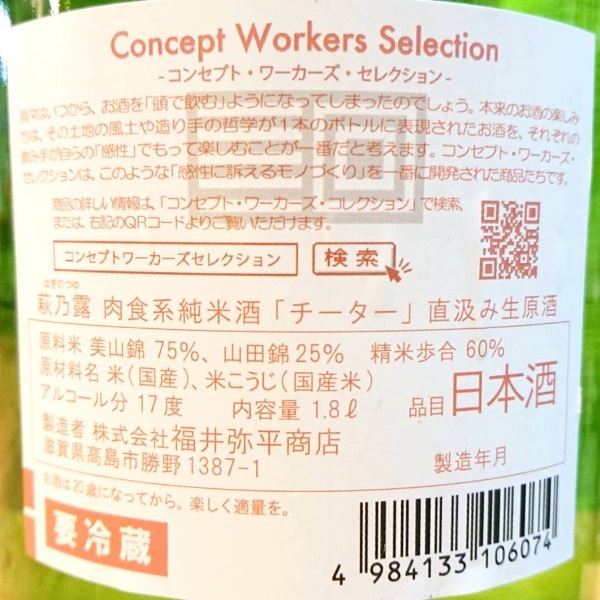 Concept Workers Selection
-コンセプト・ワーカーズ・セレクション-
いつから、お酒を「頭で飲む」ようになってしまったのでしょう。本来のお酒の楽しみ
は、その土地の風土や造り手の哲学が1本のボトルに表現されたお酒を、それぞれの
飲み手が自らの「感性」でもって楽しむことが一番だと考えます。コンセプト・ワーカーズ・
セレクションは、このような「感性に訴えるモノづくり」を一番に開発された商品たちです。
商品の詳しい情報は、「コンセプト・ワーカーズ・コレクション」で検索、
または、右記のQRコードよりご覧いただけます。
コンセプトワーカーズセレクション 検索
はぎのつゆ
萩乃露 肉食系純米酒「チーター」直汲み生原酒
原料米 美山錦 75%、山田錦25% 精米歩合 60%
原材料名 米(国産)、米こうじ(国産米)
アルコール分 17度 内容量 1.8ℓ 品目 日本酒
製造者 株式会社福井弥平商店
滋賀県高島市勝野1387-1 製造年月
お酒は20歳になってから。楽しく適量を。
要冷蔵
4 984133 106074